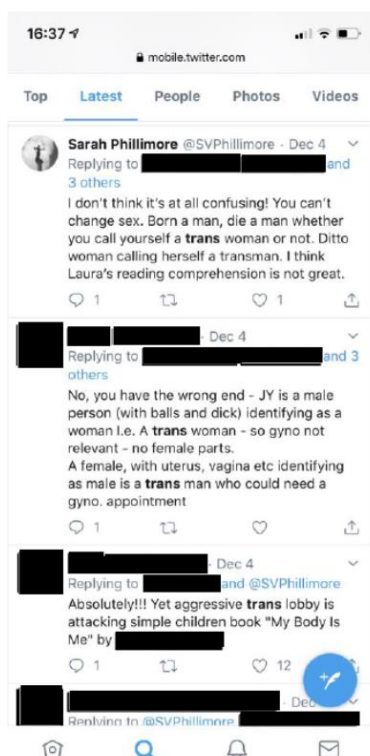 16:37
mobile.twitter.com
Top Latest People Photos Videos
Sarah Phillimore @SVPhillimore · Dec 4
Replying to and
3 others
I don't think it's at all confusing! You can't
change sex. Born a man, die a man whether
you call yourself a trans woman or not. Ditto
woman calling herself a transman. I think
Laura's reading comprehension is not great.
1 1
· Dec 4
Replying to and 3
others
No, you have the wrong end - JY is a male
person (with balls and dick) identifying as a
woman I.e. A trans woman - so gyno not
relevant - no female parts.
A female, with uterus, vagina etc identifying
as male is a trans man who could need a
gyno. appointment
1
· Dec 4
Replying to and @SVPhillimore
Absolutely!!! Yet aggressive trans lobby is
attacking simple children book "My Body Is
Me" by
1 12
Replying to @SVPhillimore